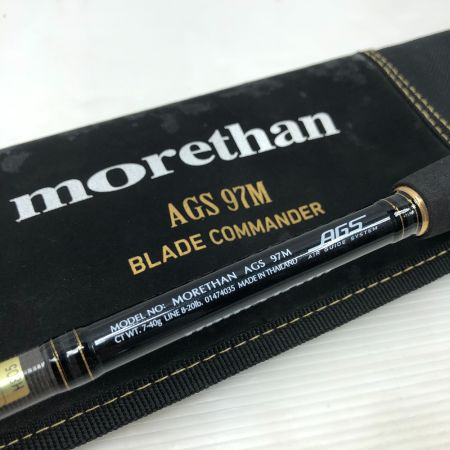 morethan
AGS 97M
BLADE COMMANDER
AGS
AIR GUIDE SYSTEM
MODEL NO: MORETHAN AGS 97M
CT WT. 7-40g LINE 8-20lb. 01474035 MADE IN THAILAND